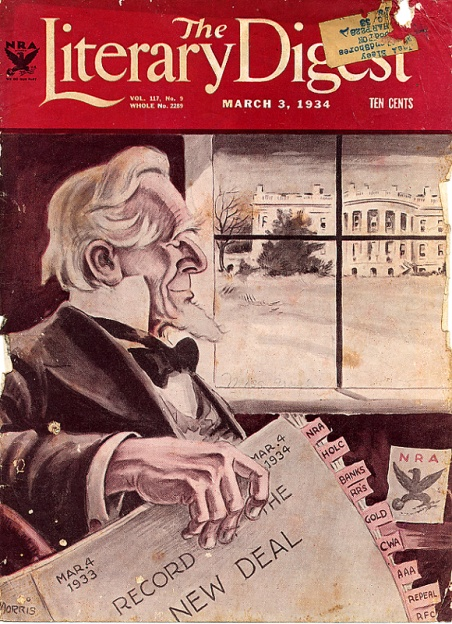 NRA
The
Literary Digest
VOL. 117, No. 9
WHOLE No. 2289
MARCH 3, 1934
TEN CENTS
MAR. 4
1934
NRA
HOLC
BANKS
RRS
GOLD
CWA
AAA
REPEAL
RFC
NRA
MAR. 4
1933
RECORD THE
NEW DEAL
MORRIS